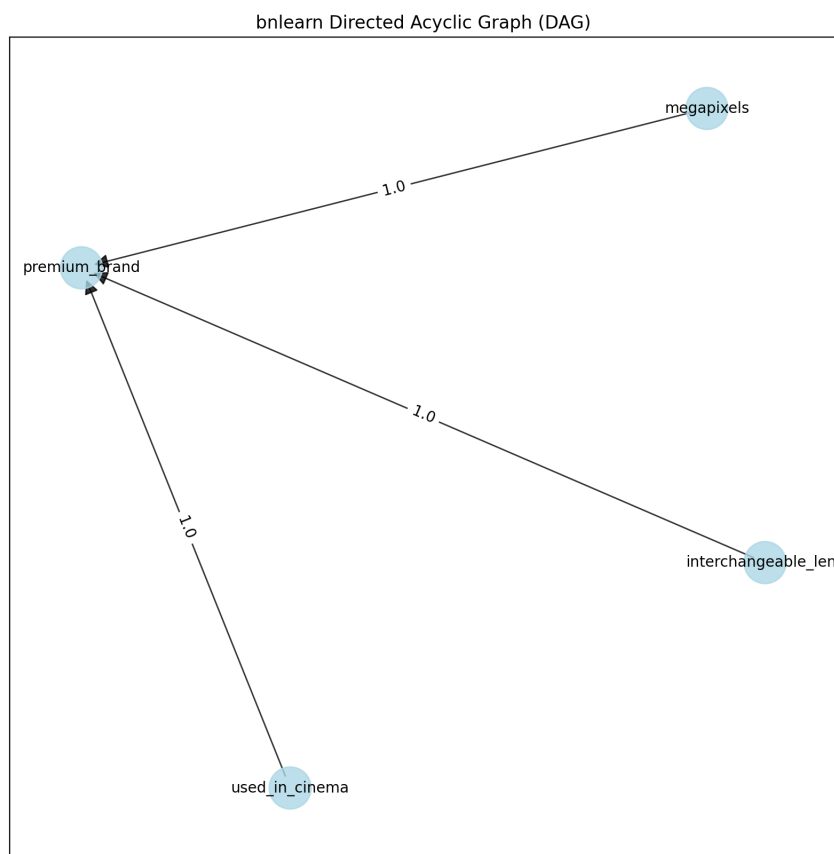 bnlearn Directed Acyclic Graph (DAG)
megapixels
1.0
premium_brand
1.0
interchangeable_len
1.0
used_in_cinema